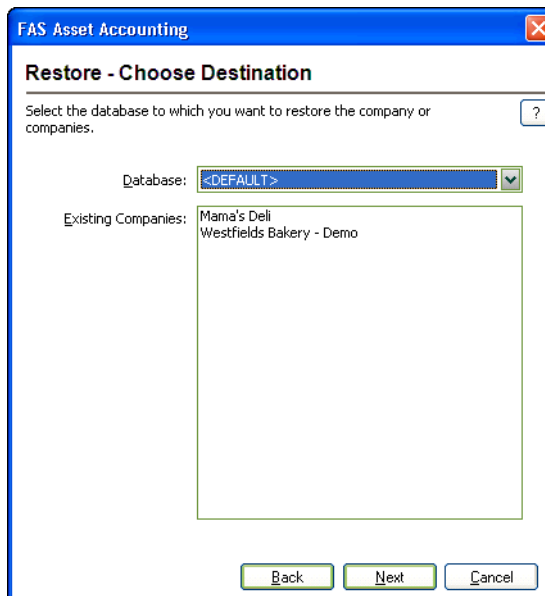 FAS Asset Accounting
Restore - Choose Destination
Select the database to which you want to restore the company or
companies.
?
Database: <DEFAULT>
Existing Companies: Mama's Deli
Westfields Bakery - Demo
Back Next Cancel